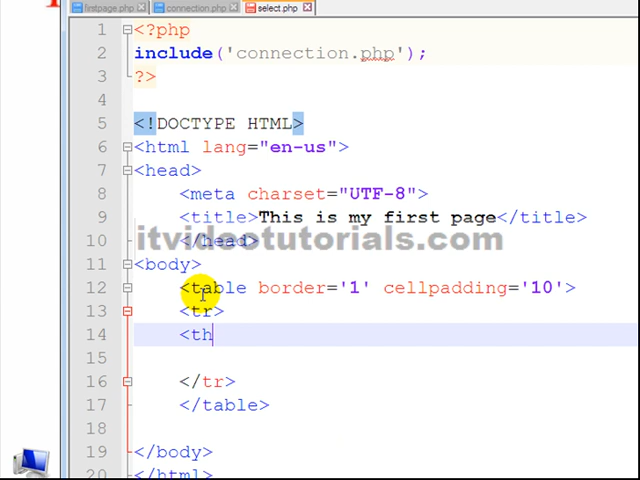 firstpage.php connection.php select.php
1 <?php
2 include('connection.php');
3 ?>
4
5 <!DOCTYPE HTML>
6 <html lang="en-us">
7 <head>
8 <meta charset="UTF-8">
9 <title>This is my first page</title>
10 </head>
itvideotutorials.com
11 <body>
12 <table border='1' cellpadding='10'>
13 <tr>
14 <th
15
16 </tr>
17 </table>
18
19 </body>
20 </html>